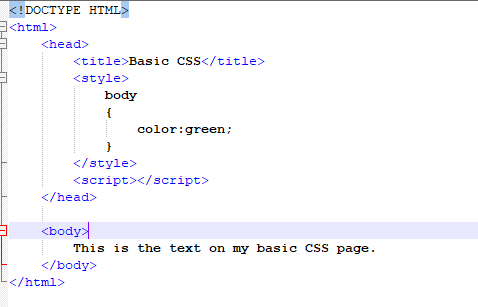 <!DOCTYPE HTML>
<html>
<head>
<title>Basic CSS</title>
<style>
body
{
color:green;
}
</style>
<script></script>
</head>
<body>
This is the text on my basic CSS page.
</body>
</html>